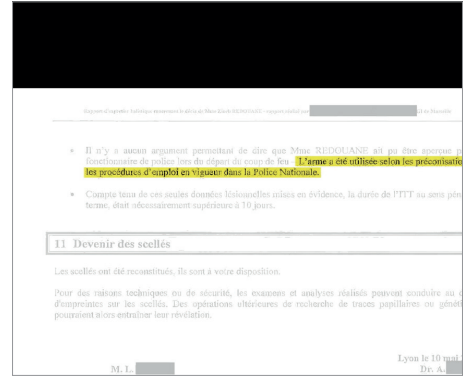 Rapport d'expertise balistique concernant le décès de Mme Zineb REDOUANE – rapport rédigé
de Marseille
• Il n'y a aucun argument permettant de dire que Mme REDOUANE ait pu être aperçue p
fonctionnaire de police lors du départ du coup de feu - L'arme a été utilisée selon les préconisatio
les procédures d'emploi en vigueur dans la Police Nationale.
• Compte tenu de ces seules données lésionnelles mises en évidence, la durée de l'ITT au sens pén
terme, était nécessairement supérieure à 10 jours.
11 Devenir des scellés
Les scellés ont été reconstitués, ils sont à votre disposition.
Pour des raisons techniques ou de sécurité, les examens et analyses réalisés peuvent conduire au d
d'empreintes sur les scellés. Des opérations ultérieures de recherche de traces papillaires ou généti
pourraient alors entraîner leur révélation.
Lyon le 10 mai
M. L.
Dr. A.